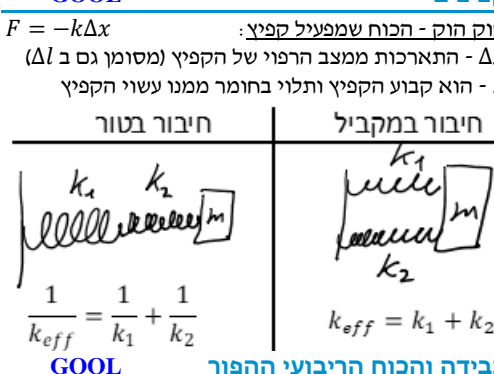 GOOL
חוק הוק - הכוח שמפעיל קפיץ: F = −kΔx
Δ - התארכות ממצב הרפוי של הקפיץ (מסומן גם ב Δl)
- הוא קבוע הקפיץ ותלוי בחומר ממנו עשוי הקפיץ
חיבור במקביל
חיבור בטור
k₁
m
k₂
k_eff = k₁ + k₂
k₁ k₂
m
1/k_eff = 1/k₁ + 1/k₂
הכבידה והכוח הריבועי ההפוך GOOL